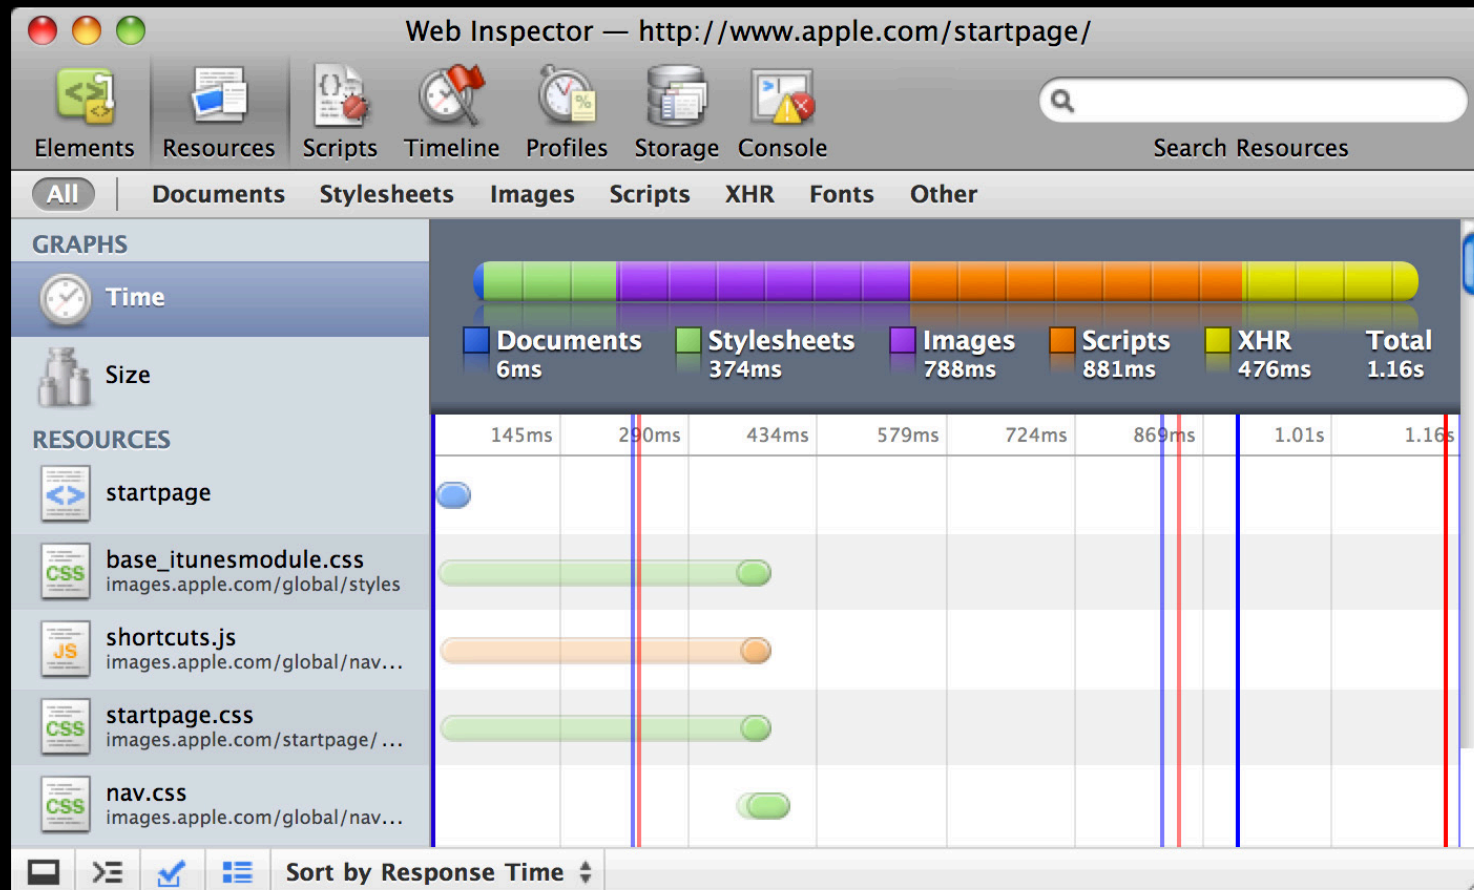 Web Inspector — http://www.apple.com/startpage/
Elements Resources Scripts Timeline Profiles Storage Console Search Resources
All Documents Stylesheets Images Scripts XHR Fonts Other
GRAPHS
Time
Size
Documents Stylesheets Images Scripts XHR Total
6ms 374ms 788ms 881ms 476ms 1.16s
145ms 290ms 434ms 579ms 724ms 869ms 1.01s 1.16s
RESOURCES
startpage
CSS base_itunesmodule.css
images.apple.com/global/styles
JS shortcuts.js
images.apple.com/global/nav...
CSS startpage.css
images.apple.com/startpage/...
CSS nav.css
images.apple.com/global/nav...
Sort by Response Time